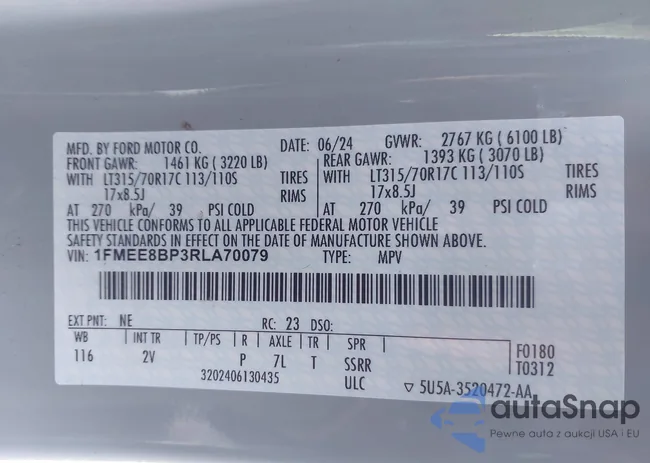 MFD. BY FORD MOTOR CO. DATE: 06/24 GVWR: 2767 KG ( 6100 LB)
FRONT GAWR: 1461 KG ( 3220 LB) REAR GAWR: 1393 KG ( 3070 LB)
WITH LT315/70R17C 113/110S TIRES WITH LT315/70R17C 113/110S TIRES
17x8.5J RIMS 17x8.5J RIMS
AT 270 kPa/ 39 PSI COLD AT 270 kPa/ 39 PSI COLD
THIS VEHICLE CONFORMS TO ALL APPLICABLE FEDERAL MOTOR VEHICLE
SAFETY STANDARDS IN EFFECT ON THE DATE OF MANUFACTURE SHOWN ABOVE.
VIN: 1FMEE8BP3RLA70079 TYPE: MPV
EXT PNT: NE RC: 23 DSO:
WB INT TR TP/PS R AXLE TR SPR F0180
116 2V P 7L T SSRR T0312
3202406130435 ULC ▽ 5U5A-3520472-AA
autaSnap
Pewne auta z aukcji USA i EU